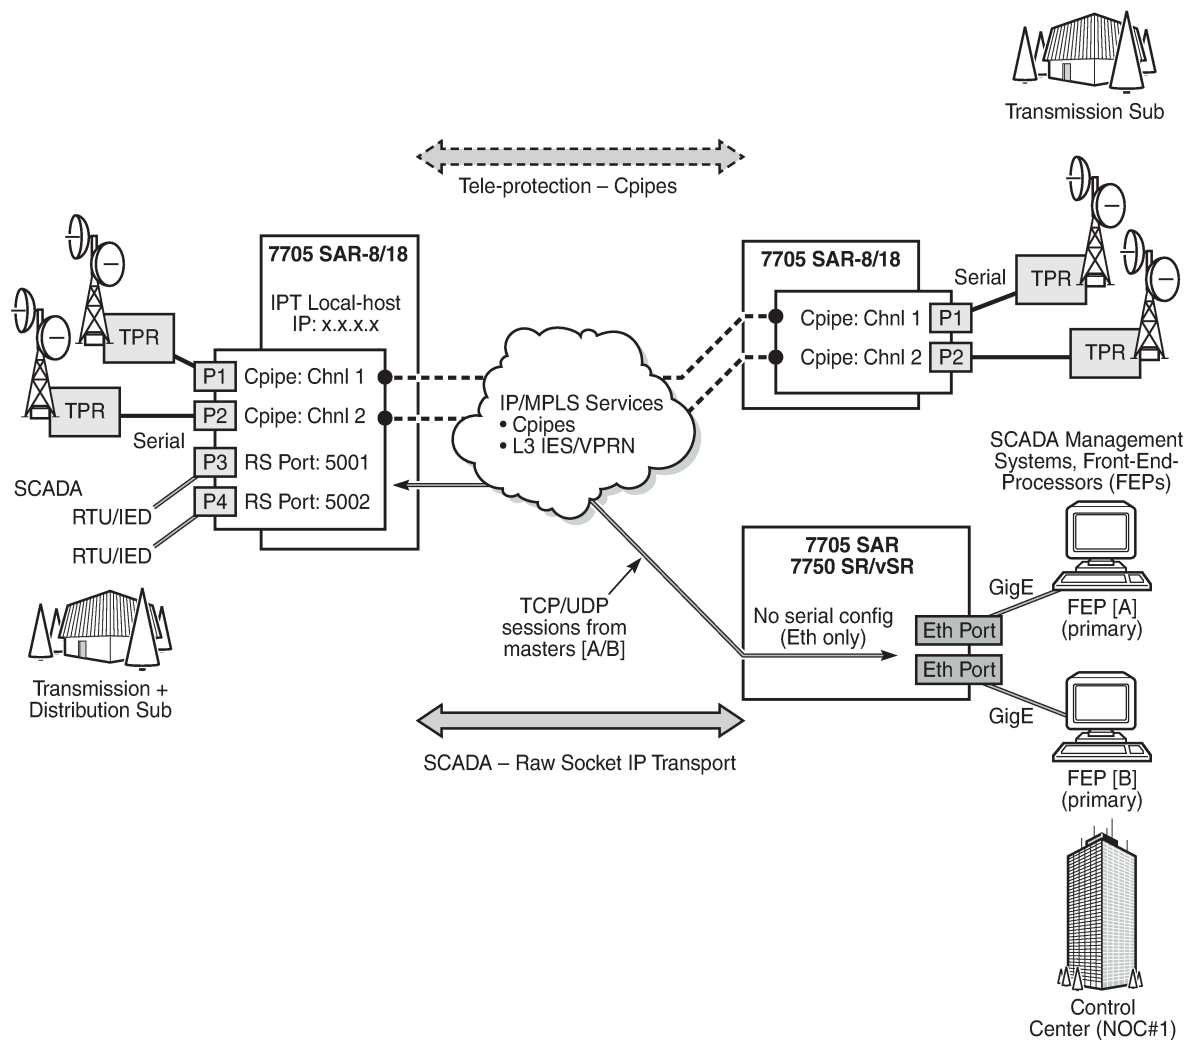 Transmission Sub
Tele-protection – Cpipes
7705 SAR-8/18
IPT Local-host
IP: x.x.x.x
TPR
TPR
P1
Cpipe: Chnl 1
P2
Cpipe: Chnl 2
Serial
P3
RS Port: 5001
P4
RS Port: 5002
SCADA
RTU/IED
RTU/IED
Transmission +
Distribution Sub
IP/MPLS Services
• Cpipes
• L3 IES/VPRN
7705 SAR-8/18
Cpipe: Chnl 1
P1
Cpipe: Chnl 2
P2
Serial
TPR
TPR
SCADA Management
Systems, Front-End-
Processors (FEPs)
TCP/UDP
sessions from
masters [A/B]
7705 SAR
7750 SR/vSR
No serial config
(Eth only)
Eth Port
Eth Port
GigE
GigE
FEP [A]
(primary)
FEP [B]
(primary)
SCADA – Raw Socket IP Transport
Control
Center (NOC#1)